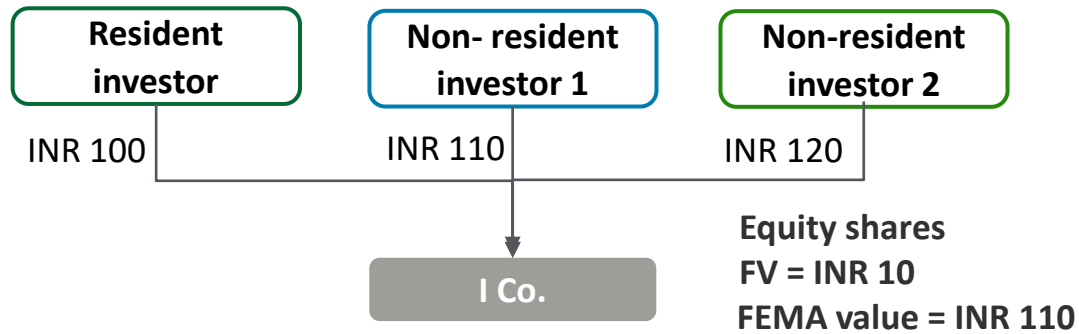 Resident
investor
Non- resident
investor 1
Non-resident
investor 2
INR 100
INR 110
INR 120
I Co.
Equity shares
FV = INR 10
FEMA value = INR 110